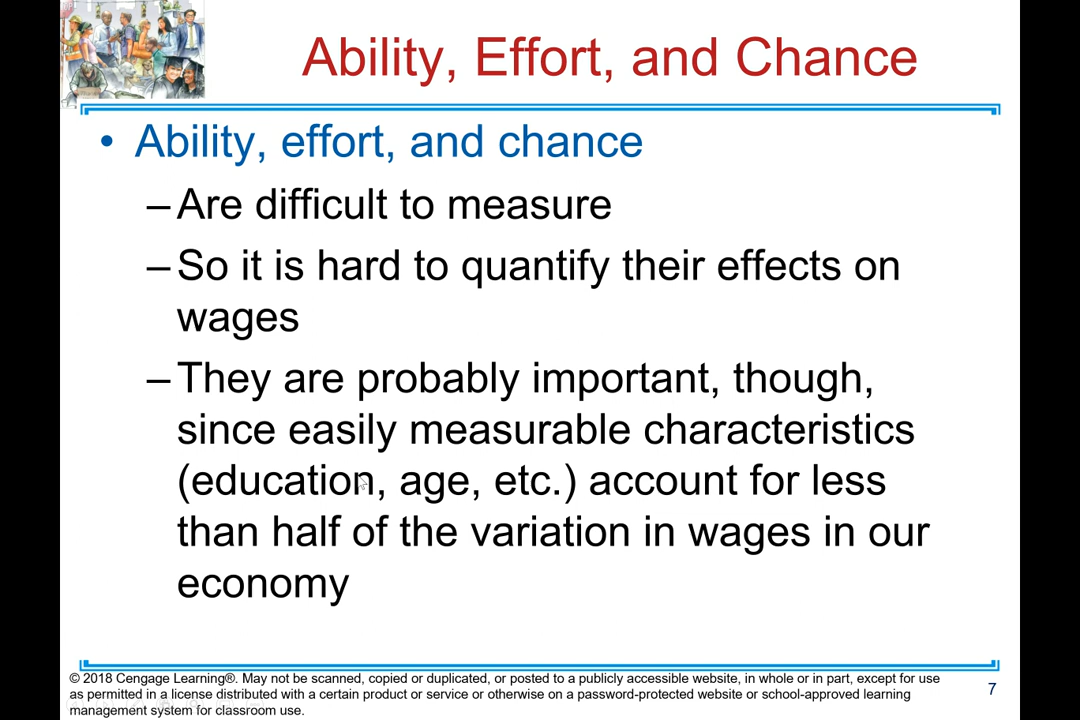 Ability, Effort, and Chance
• Ability, effort, and chance
– Are difficult to measure
– So it is hard to quantify their effects on
wages
– They are probably important, though,
since easily measurable characteristics
(education, age, etc.) account for less
than half of the variation in wages in our
economy
© 2018 Cengage Learning®. May not be scanned, copied or duplicated, or posted to a publicly accessible website, in whole or in part, except for use
as permitted in a license distributed with a certain product or service or otherwise on a password-protected website or school-approved learning
management system for classroom use.
7